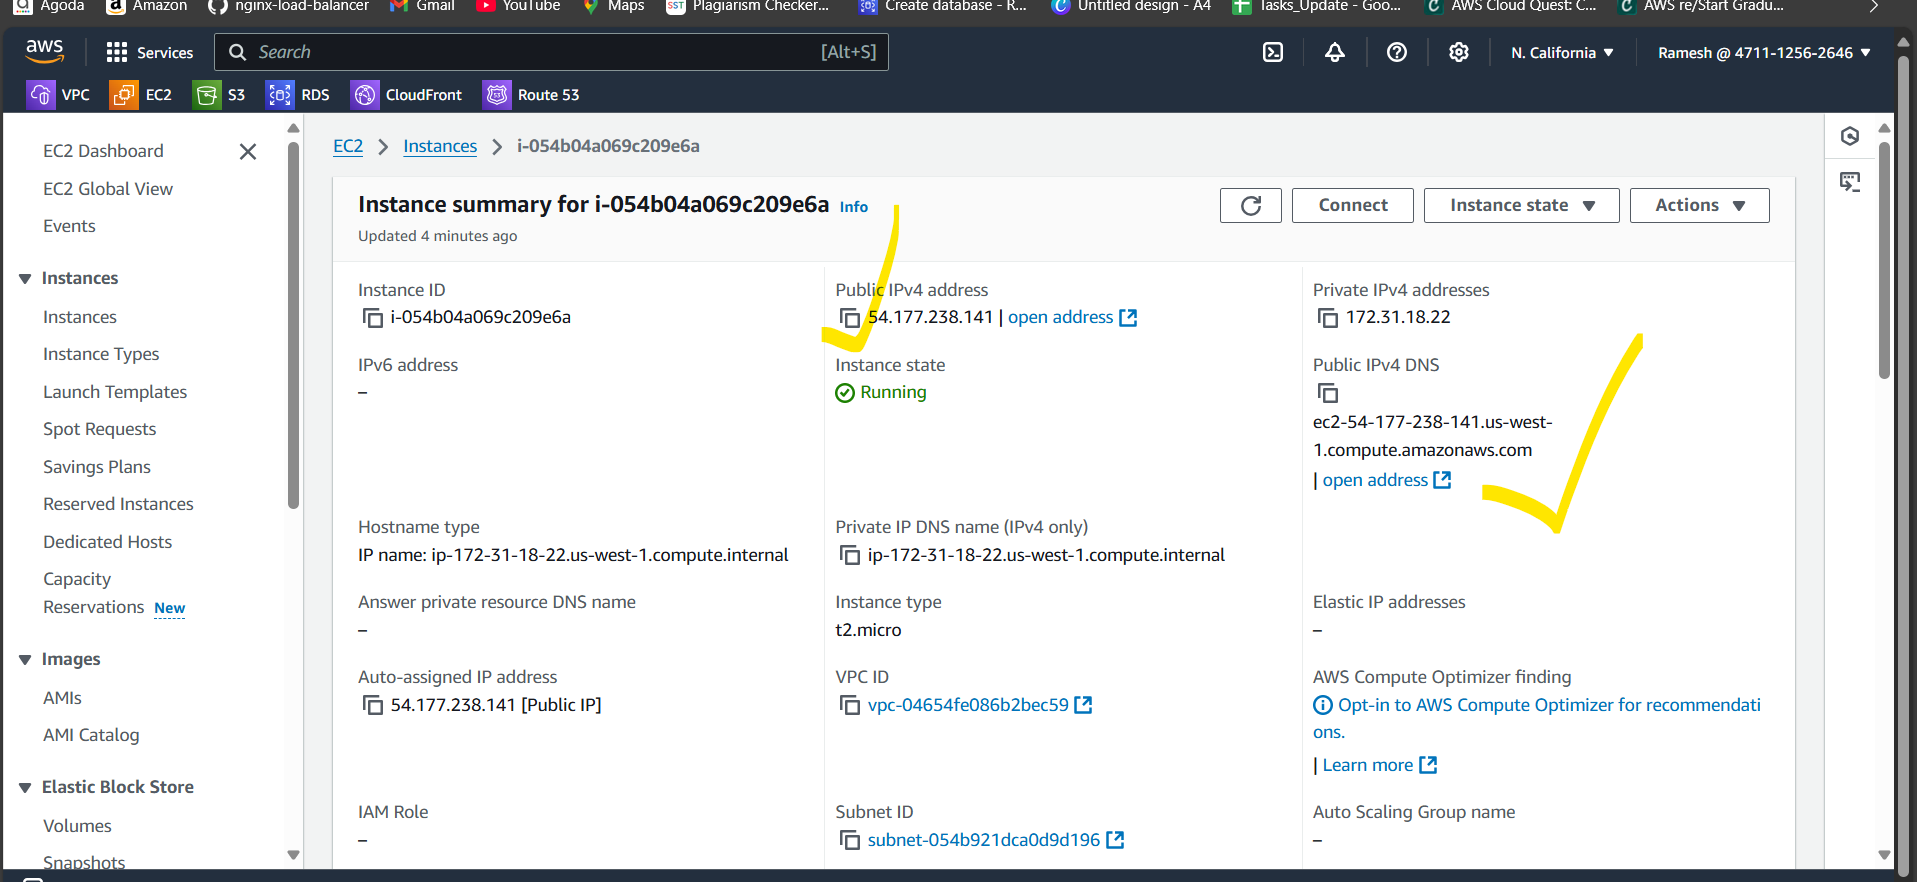 Agoda Amazon nginx-load-balancer Gmail YouTube Maps SST Plagiarism Checker... Create database - R... Untitled design - A4 Tasks_Update - Goo... AWS Cloud Quest: C... AWS re/Start Gradu...
aws Services Search [Alt+S] N. California Ramesh @ 4711-1256-2646
VPC EC2 S3 RDS CloudFront Route 53
EC2 Dashboard
EC2 Global View
Events
Instances
Instances
Instance Types
Launch Templates
Spot Requests
Savings Plans
Reserved Instances
Dedicated Hosts
Capacity
Reservations New
Images
AMIs
AMI Catalog
Elastic Block Store
Volumes
Snapshots
EC2 Instances i-054b04a069c209e6a
Instance summary for i-054b04a069c209e6a Info
Updated 4 minutes ago
Connect Instance state Actions
Instance ID
i-054b04a069c209e6a
Public IPv4 address
54.177.238.141 | open address
Private IPv4 addresses
172.31.18.22
IPv6 address
–
Instance state
Running
Public IPv4 DNS
ec2-54-177-238-141.us-west-
1.compute.amazonaws.com
| open address
Hostname type
IP name: ip-172-31-18-22.us-west-1.compute.internal
Private IP DNS name (IPv4 only)
ip-172-31-18-22.us-west-1.compute.internal
Answer private resource DNS name
–
Instance type
t2.micro
Elastic IP addresses
–
Auto-assigned IP address
54.177.238.141 [Public IP]
VPC ID
vpc-04654fe086b2bec59
AWS Compute Optimizer finding
Opt-in to AWS Compute Optimizer for recommendati
ons.
| Learn more
IAM Role
–
Subnet ID
subnet-054b921dca0d9d196
Auto Scaling Group name
–